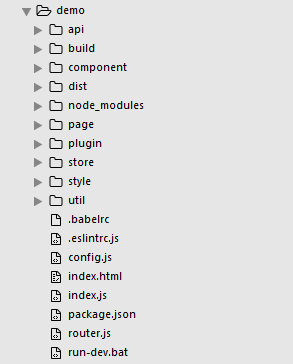 demo
api
build
component
dist
node_modules
page
plugin
store
style
util
.babelrc
.eslintrc.js
config.js
index.html
index.js
package.json
router.js
run-dev.bat